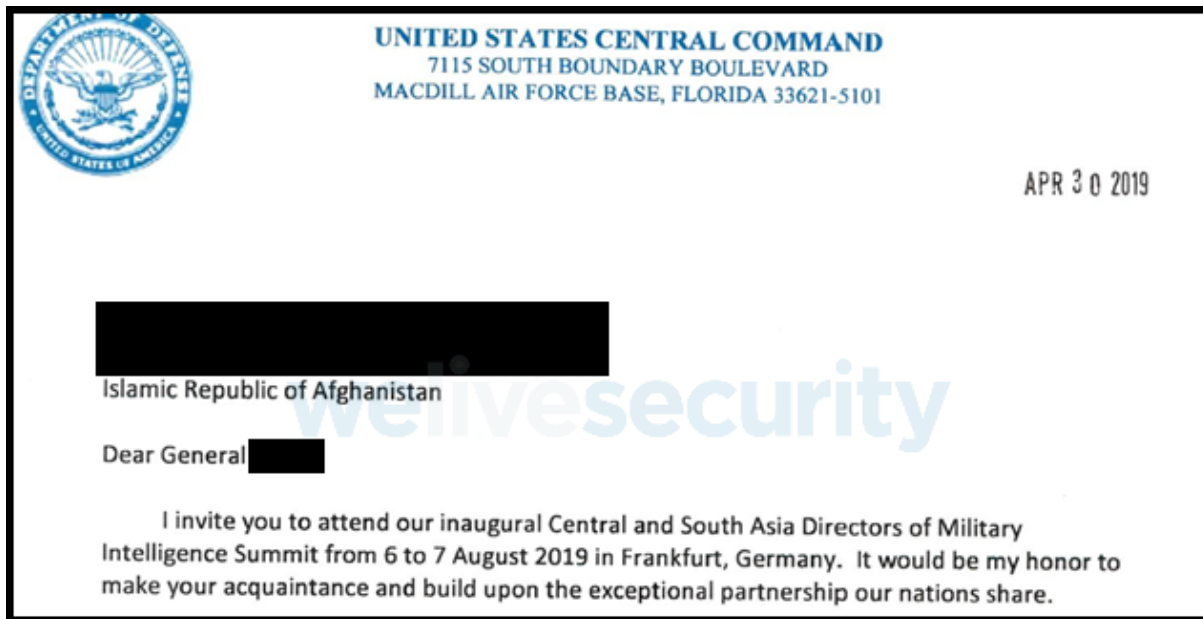 DEPARTMENT OF DEFENSE
UNITED STATES OF AMERICA
UNITED STATES CENTRAL COMMAND
7115 SOUTH BOUNDARY BOULEVARD
MACDILL AIR FORCE BASE, FLORIDA 33621-5101
APR 30 2019
Islamic Republic of Afghanistan
welivesecurity
Dear General
I invite you to attend our inaugural Central and South Asia Directors of Military
Intelligence Summit from 6 to 7 August 2019 in Frankfurt, Germany.  It would be my honor to
make your acquaintance and build upon the exceptional partnership our nations share.